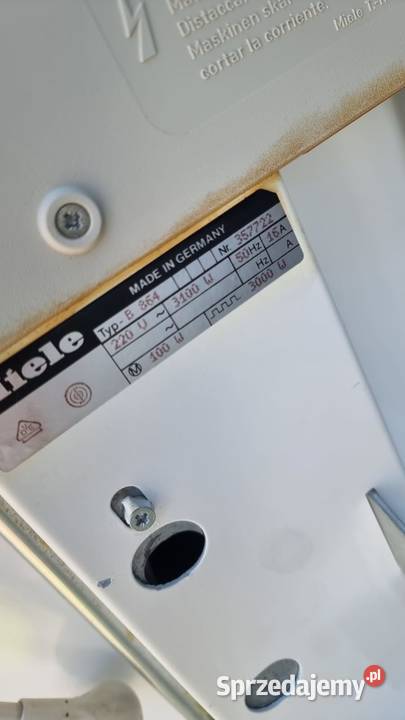 Distacca
Maskinen ska
cortar la corriente.
Miele
MADE IN GERMANY
Miele
Typ- B 864
Nr. 357722
220 V ~
3100 W
50Hz
16A
Hz
A
M 100 W
3000 W
Sprzedajemy.pl